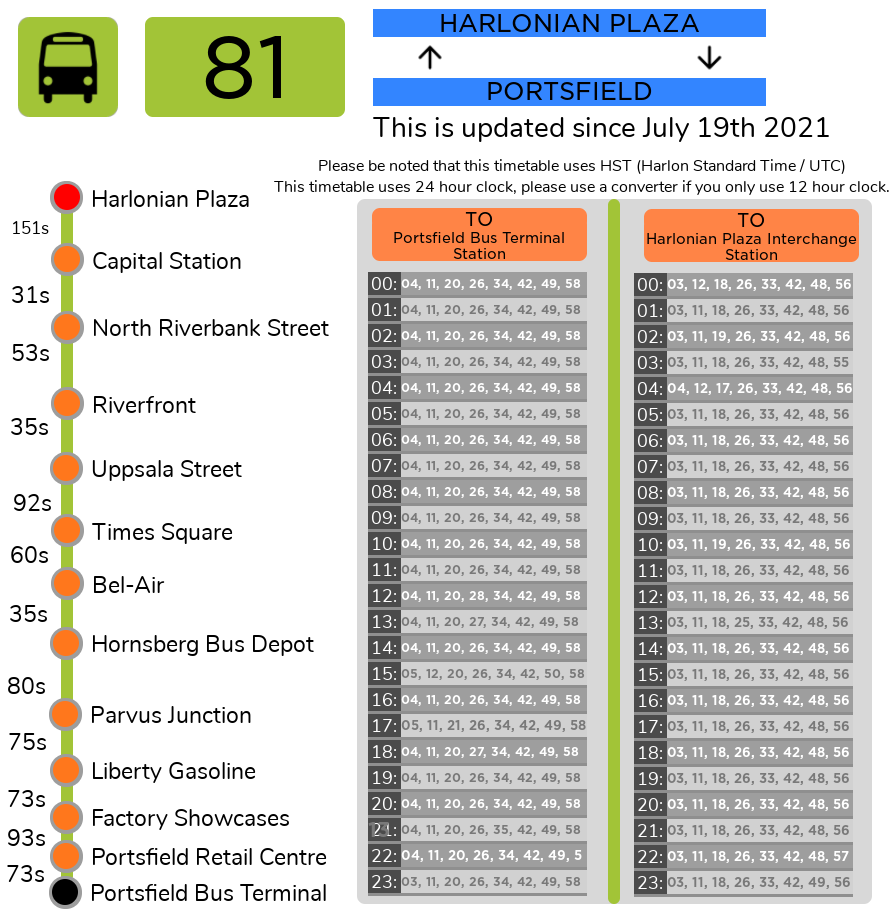 81
HARLONIAN PLAZA
PORTSFIELD
This is updated since July 19th 2021
Please be noted that this timetable uses HST (Harlon Standard Time / UTC)
This timetable uses 24 hour clock, please use a converter if you only use 12 hour clock.
Harlonian Plaza
151s
Capital Station
31s
North Riverbank Street
53s
Riverfront
35s
Uppsala Street
92s
Times Square
60s
Bel-Air
35s
Hornsberg Bus Depot
80s
Parvus Junction
75s
Liberty Gasoline
73s
Factory Showcases
93s
Portsfield Retail Centre
73s
Portsfield Bus Terminal
TO
Portsfield Bus Terminal
Station
00: 04, 11, 20, 26, 34, 42, 49, 58
01: 04, 11, 20, 26, 34, 42, 49, 58
02: 04, 11, 20, 26, 34, 42, 49, 58
03: 04, 11, 20, 26, 34, 42, 49, 58
04: 04, 11, 20, 26, 34, 42, 49, 58
05: 04, 11, 20, 26, 34, 42, 49, 58
06: 04, 11, 20, 26, 34, 42, 49, 58
07: 04, 11, 20, 26, 34, 42, 49, 58
08: 04, 11, 20, 26, 34, 42, 49, 58
09: 04, 11, 20, 26, 34, 42, 49, 58
10: 04, 11, 20, 26, 34, 42, 49, 58
11: 04, 11, 20, 26, 34, 42, 49, 58
12: 04, 11, 20, 28, 34, 42, 49, 58
13: 04, 11, 20, 27, 34, 42, 49, 58
14: 04, 11, 20, 26, 34, 42, 49, 58
15: 05, 12, 20, 26, 34, 42, 50, 58
16: 04, 11, 20, 26, 34, 42, 49, 58
17: 05, 11, 21, 26, 34, 42, 49, 58
18: 04, 11, 20, 27, 34, 42, 49, 58
19: 04, 11, 20, 26, 34, 42, 49, 58
20: 04, 11, 20, 26, 34, 42, 49, 58
04, 11, 20, 26, 35, 42, 49, 58
22: 04, 11, 20, 26, 34, 42, 49, 5
23: 03, 11, 20, 26, 34, 42, 49, 58
TO
Harlonian Plaza Interchange
Station
00: 03, 12, 18, 26, 33, 42, 48, 56
01: 03, 11, 18, 26, 33, 42, 48, 56
02: 03, 11, 19, 26, 33, 42, 48, 56
03: 03, 11, 18, 26, 33, 42, 48, 55
04: 04, 12, 17, 26, 33, 42, 48, 56
05: 03, 11, 18, 26, 33, 42, 48, 56
06: 03, 11, 18, 26, 33, 42, 48, 56
07: 03, 11, 18, 26, 33, 42, 48, 56
08: 03, 11, 18, 26, 33, 42, 48, 56
09: 03, 11, 18, 26, 33, 42, 48, 56
10: 03, 11, 19, 26, 33, 42, 48, 56
11: 03, 11, 18, 26, 33, 42, 48, 56
12: 03, 11, 18, 26, 33, 42, 48, 56
13: 03, 11, 18, 25, 33, 42, 48, 56
14: 03, 11, 18, 26, 33, 42, 48, 56
15: 03, 11, 18, 26, 33, 42, 48, 56
16: 03, 11, 18, 26, 33, 42, 48, 56
17: 03, 11, 18, 26, 33, 42, 48, 56
18: 03, 11, 18, 26, 33, 42, 48, 56
19: 03, 11, 18, 26, 33, 42, 48, 56
20: 03, 11, 18, 26, 33, 42, 48, 56
21: 03, 11, 18, 26, 33, 42, 48, 56
22: 03, 11, 18, 26, 33, 42, 48, 57
23: 03, 11, 18, 26, 33, 42, 49, 56